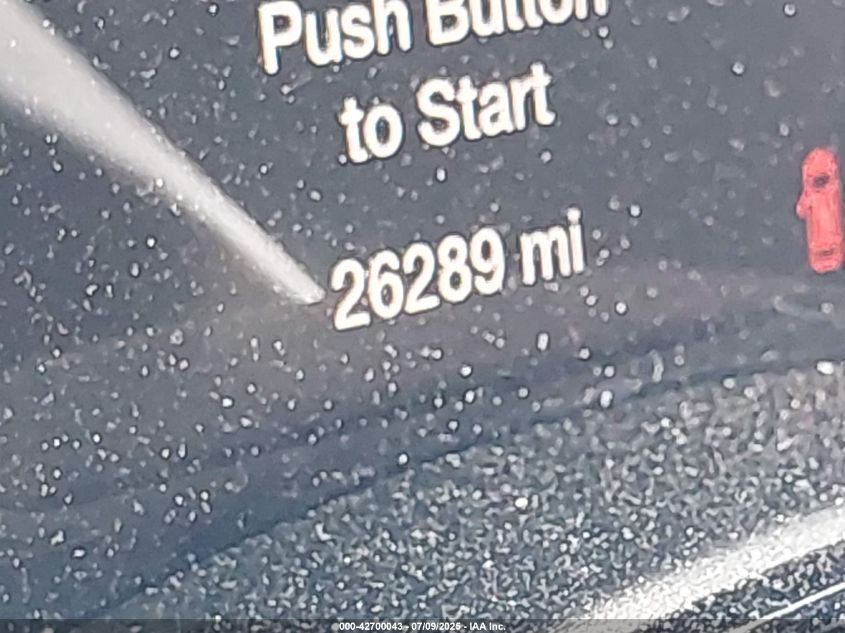 Push Button
to Start
26289 mi
000-42700043 - 07/09/2025 - IAA Inc.